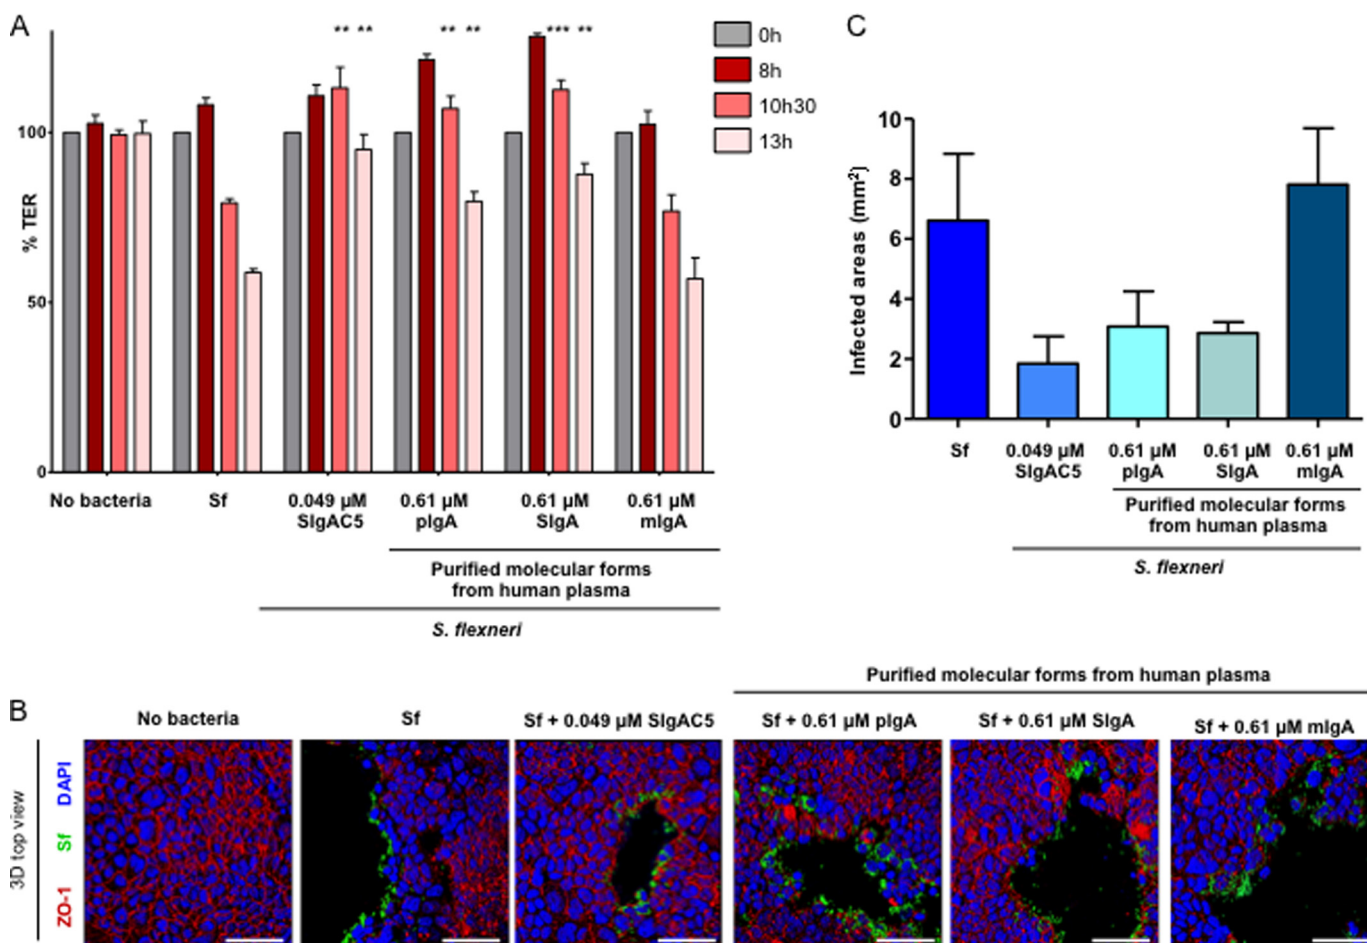 A
** ** ** ** *** **
0h
8h
10h30
13h
100
50
0
% TER
No bacteria
Sf
0.049 µM
SIgAC5
0.61 µM
pIgA
0.61 µM
SIgA
0.61 µM
mIgA
Purified molecular forms
from human plasma
S. flexneri
C
10
8
6
4
2
0
Infected areas (mm²)
Sf
0.049 µM
SIgAC5
0.61 µM
pIgA
0.61 µM
SIgA
0.61 µM
mIgA
Purified molecular forms
from human plasma
S. flexneri
B
Purified molecular forms from human plasma
No bacteria
Sf
Sf + 0.049 µM SIgAC5
Sf + 0.61 µM pIgA
Sf + 0.61 µM SIgA
Sf + 0.61 µM mIgA
3D top view
ZO-1 Sf DAPI